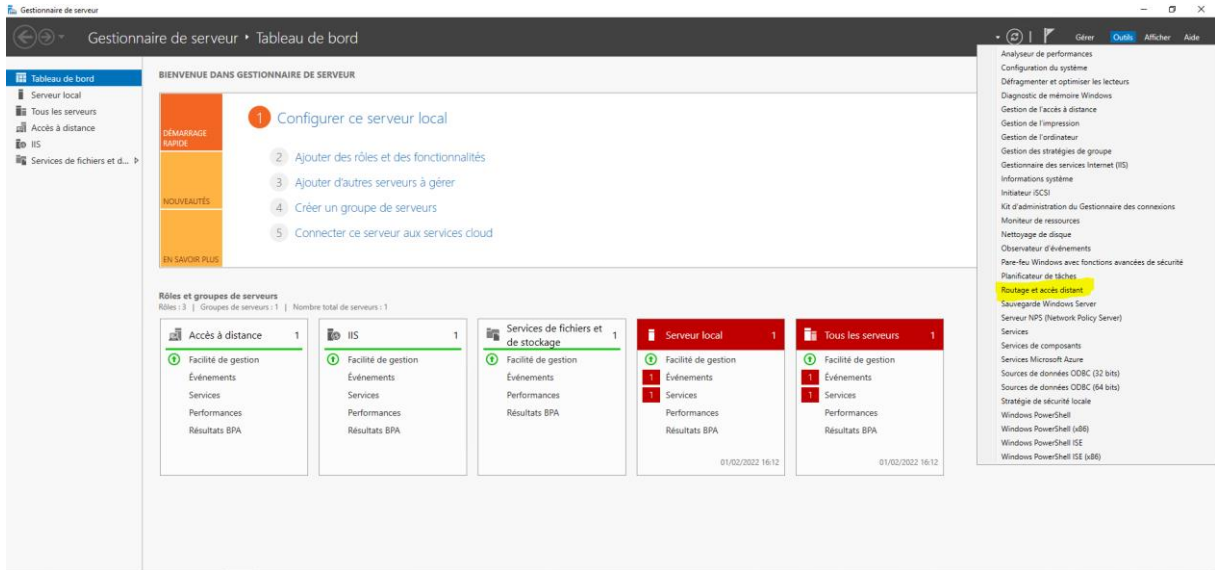 Gestionnaire de serveur
Gestionnaire de serveur • Tableau de bord
Gérer Outils Afficher Aide
Tableau de bord
Serveur local
Tous les serveurs
Accès à distance
IIS
Services de fichiers et d...
BIENVENUE DANS GESTIONNAIRE DE SERVEUR
DÉMARRAGE
RAPIDE
NOUVEAUTÉS
EN SAVOIR PLUS
1 Configurer ce serveur local
2 Ajouter des rôles et des fonctionnalités
3 Ajouter d'autres serveurs à gérer
4 Créer un groupe de serveurs
5 Connecter ce serveur aux services cloud
Rôles et groupes de serveurs
Rôles : 3 | Groupes de serveurs : 1 | Nombre total de serveurs : 1
Accès à distance 1
Facilité de gestion
Événements
Services
Performances
Résultats BPA
IIS 1
Facilité de gestion
Événements
Services
Performances
Résultats BPA
Services de fichiers et
de stockage 1
Facilité de gestion
Événements
Performances
Résultats BPA
Serveur local 1
Facilité de gestion
1 Événements
1 Services
Performances
Résultats BPA
01/02/2022 16:12
Tous les serveurs 1
Facilité de gestion
1 Événements
1 Services
Performances
Résultats BPA
01/02/2022 16:12
Analyseur de performances
Configuration du système
Défragmenter et optimiser les lecteurs
Diagnostic de mémoire Windows
Gestion de l'accès à distance
Gestion de l'impression
Gestion de l'ordinateur
Gestion des stratégies de groupe
Gestionnaire des services Internet (IIS)
Informations système
Initiateur iSCSI
Kit d'administration du Gestionnaire des connexions
Moniteur de ressources
Nettoyage de disque
Observateur d'événements
Pare-feu Windows avec fonctions avancées de sécurité
Planificateur de tâches
Routage et accès distant
Sauvegarde Windows Server
Serveur NPS (Network Policy Server)
Services
Services de composants
Services Microsoft Azure
Sources de données ODBC (32 bits)
Sources de données ODBC (64 bits)
Stratégie de sécurité locale
Windows PowerShell
Windows PowerShell (x86)
Windows PowerShell ISE
Windows PowerShell ISE (x86)